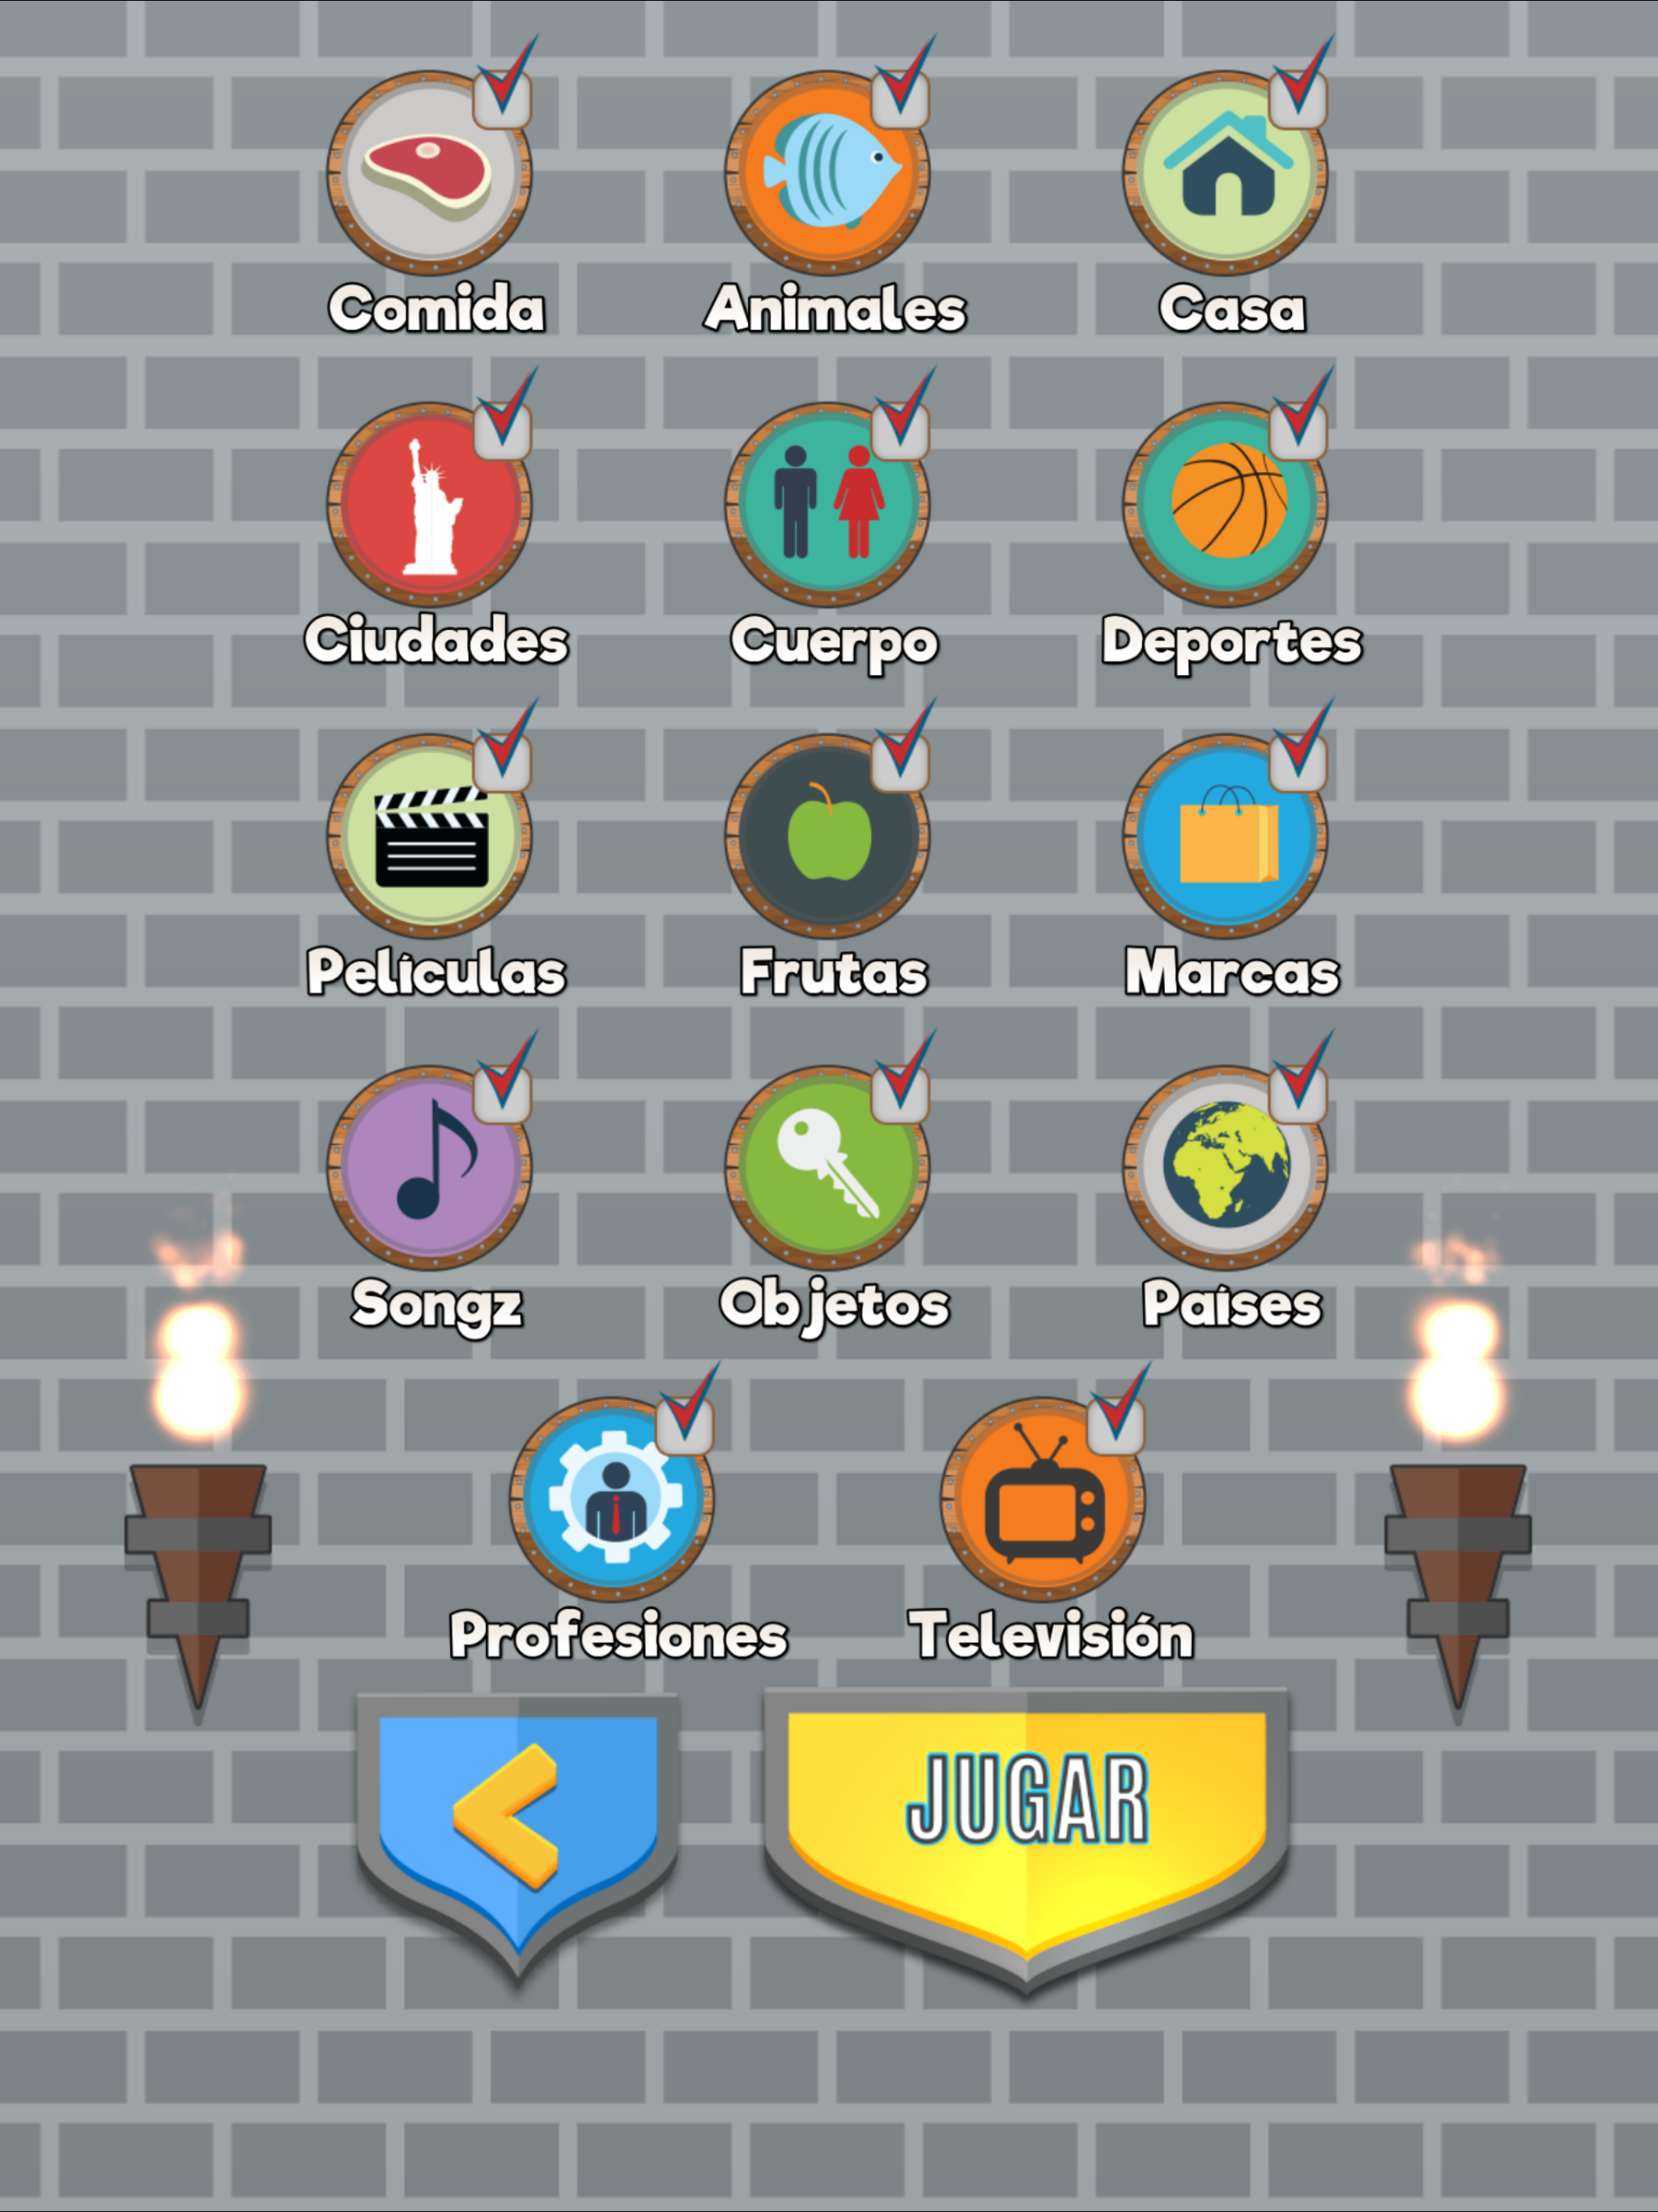 Comida Animales Casa
Ciudades Cuerpo Deportes
Películas Frutas Marcas
Songz Objetos Países
Profesiones Televisión
JUGAR